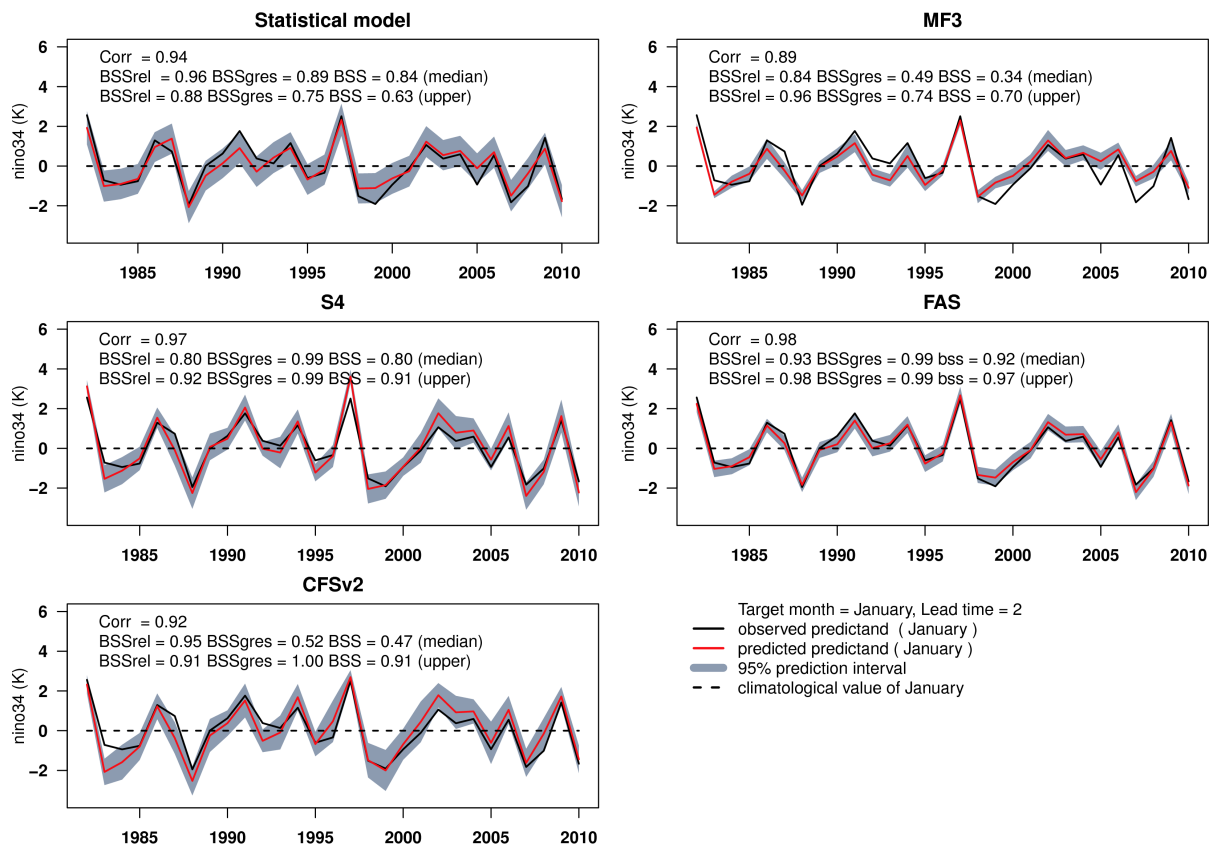 Statistical model
Corr = 0.94
BSSrel = 0.96 BSSgres = 0.89 BSS = 0.84 (median)
BSSrel = 0.88 BSSgres = 0.75 BSS = 0.63 (upper)
nino34 (K)
6
4
2
0
−2
1985 1990 1995 2000 2005 2010
MF3
Corr = 0.89
BSSrel = 0.84 BSSgres = 0.49 BSS = 0.34 (median)
BSSrel = 0.96 BSSgres = 0.74 BSS = 0.70 (upper)
nino34 (K)
6
4
2
0
−2
1985 1990 1995 2000 2005 2010
S4
Corr = 0.97
BSSrel = 0.80 BSSgres = 0.99 BSS = 0.80 (median)
BSSrel = 0.92 BSSgres = 0.99 BSS = 0.91 (upper)
nino34 (K)
6
4
2
0
−2
1985 1990 1995 2000 2005 2010
FAS
Corr = 0.98
BSSrel = 0.93 BSSgres = 0.99 bss = 0.92 (median)
BSSrel = 0.98 BSSgres = 0.99 bss = 0.97 (upper)
nino34 (K)
6
4
2
0
−2
1985 1990 1995 2000 2005 2010
CFSv2
Corr = 0.92
BSSrel = 0.95 BSSgres = 0.52 BSS = 0.47 (median)
BSSrel = 0.91 BSSgres = 1.00 BSS = 0.91 (upper)
nino34 (K)
6
4
2
0
−2
1985 1990 1995 2000 2005 2010
Target month = January, Lead time = 2
observed predictand ( January )
predicted predictand ( January )
95% prediction interval
climatological value of January